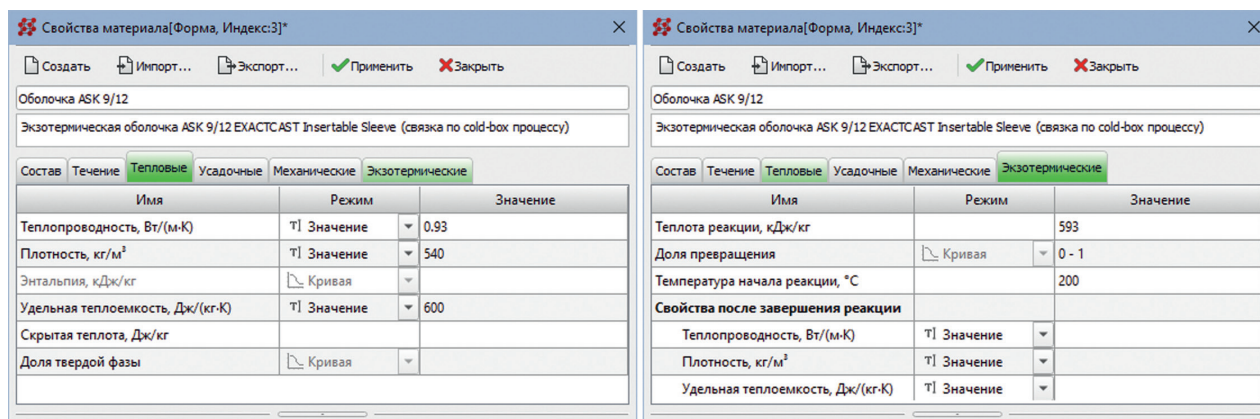 Свойства материала[Форма, Индекс:3]*
Создать Импорт... Экспорт... Применить Закрыть
Оболочка ASK 9/12
Экзотермическая оболочка ASK 9/12 EXACTCAST Insertable Sleeve (связка по cold-box процессу)
Состав Течение Тепловые Усадочные Механические Экзотермические
Имя Режим Значение
Теплопроводность, Вт/(м·К) Значение 0.93
Плотность, кг/м³ Значение 540
Энтальпия, кДж/кг Кривая
Удельная теплоемкость, Дж/(кг·К) Значение 600
Скрытая теплота, Дж/кг
Доля твердой фазы Кривая
Свойства материала[Форма, Индекс:3]*
Создать Импорт... Экспорт... Применить Закрыть
Оболочка ASK 9/12
Экзотермическая оболочка ASK 9/12 EXACTCAST Insertable Sleeve (связка по cold-box процессу)
Состав Течение Тепловые Усадочные Механические Экзотермические
Имя Режим Значение
Теплота реакции, кДж/кг 593
Доля превращения Кривая 0 - 1
Температура начала реакции, °C 200
Свойства после завершения реакции
Теплопроводность, Вт/(м·К) Значение
Плотность, кг/м³ Значение
Удельная теплоемкость, Дж/(кг·К) Значение